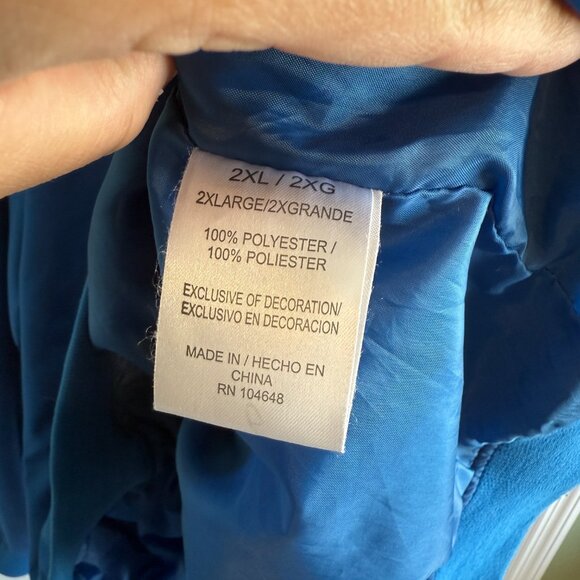 2XL / 2XG
2XLARGE/2XGRANDE
100% POLYESTER /
100% POLIESTER
EXCLUSIVE OF DECORATION/
EXCLUSIVO EN DECORACION
MADE IN / HECHO EN
CHINA
RN 104648